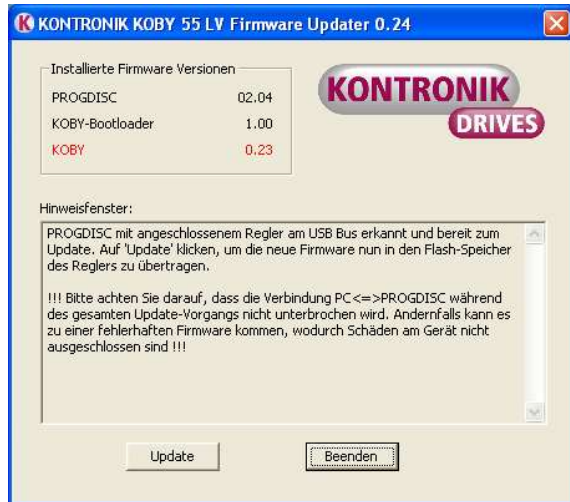 KONTRONIK KOBY 55 LV Firmware Updater 0.24
Installierte Firmware Versionen
PROGDISC 02.04
KOBY-Bootloader 1.00
KOBY 0.23
KONTRONIK
DRIVES
Hinweisfenster:
PROGDISC mit angeschlossenem Regler am USB Bus erkannt und bereit zum
Update. Auf 'Update' klicken, um die neue Firmware nun in den Flash-Speicher
des Reglers zu übertragen.
!!! Bitte achten Sie darauf, dass die Verbindung PC<=>PROGDISC während
des gesamten Update-Vorgangs nicht unterbrochen wird. Andernfalls kann es
zu einer fehlerhaften Firmware kommen, wodurch Schäden am Gerät nicht
ausgeschlossen sind !!!
Update
Beenden